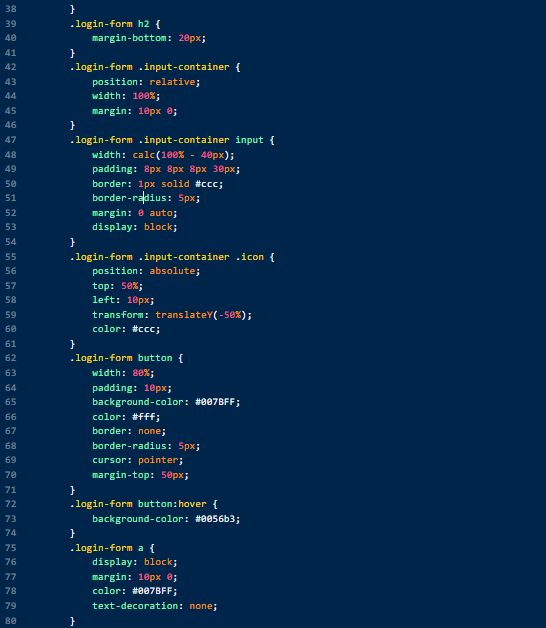 38 }
39 .login-form h2 {
40 margin-bottom: 20px;
41 }
42 .login-form .input-container {
43 position: relative;
44 width: 100%;
45 margin: 10px 0;
46 }
47 .login-form .input-container input {
48 width: calc(100% - 40px);
49 padding: 8px 8px 8px 30px;
50 border: 1px solid #ccc;
51 border-radius: 5px;
52 margin: 0 auto;
53 display: block;
54 }
55 .login-form .input-container .icon {
56 position: absolute;
57 top: 50%;
58 left: 10px;
59 transform: translateY(-50%);
60 color: #ccc;
61 }
62 .login-form button {
63 width: 80%;
64 padding: 10px;
65 background-color: #007BFF;
66 color: #fff;
67 border: none;
68 border-radius: 5px;
69 cursor: pointer;
70 margin-top: 50px;
71 }
72 .login-form button:hover {
73 background-color: #0056b3;
74 }
75 .login-form a {
76 display: block;
77 margin: 10px 0;
78 color: #007BFF;
79 text-decoration: none;
80 }